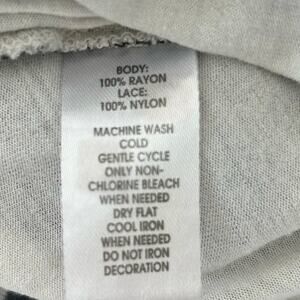 BODY:
100% RAYON
LACE:
100% NYLON
MACHINE WASH
COLD
GENTLE CYCLE
ONLY NON-
CHLORINE BLEACH
WHEN NEEDED
DRY FLAT
COOL IRON
WHEN NEEDED
DO NOT IRON
DECORATION